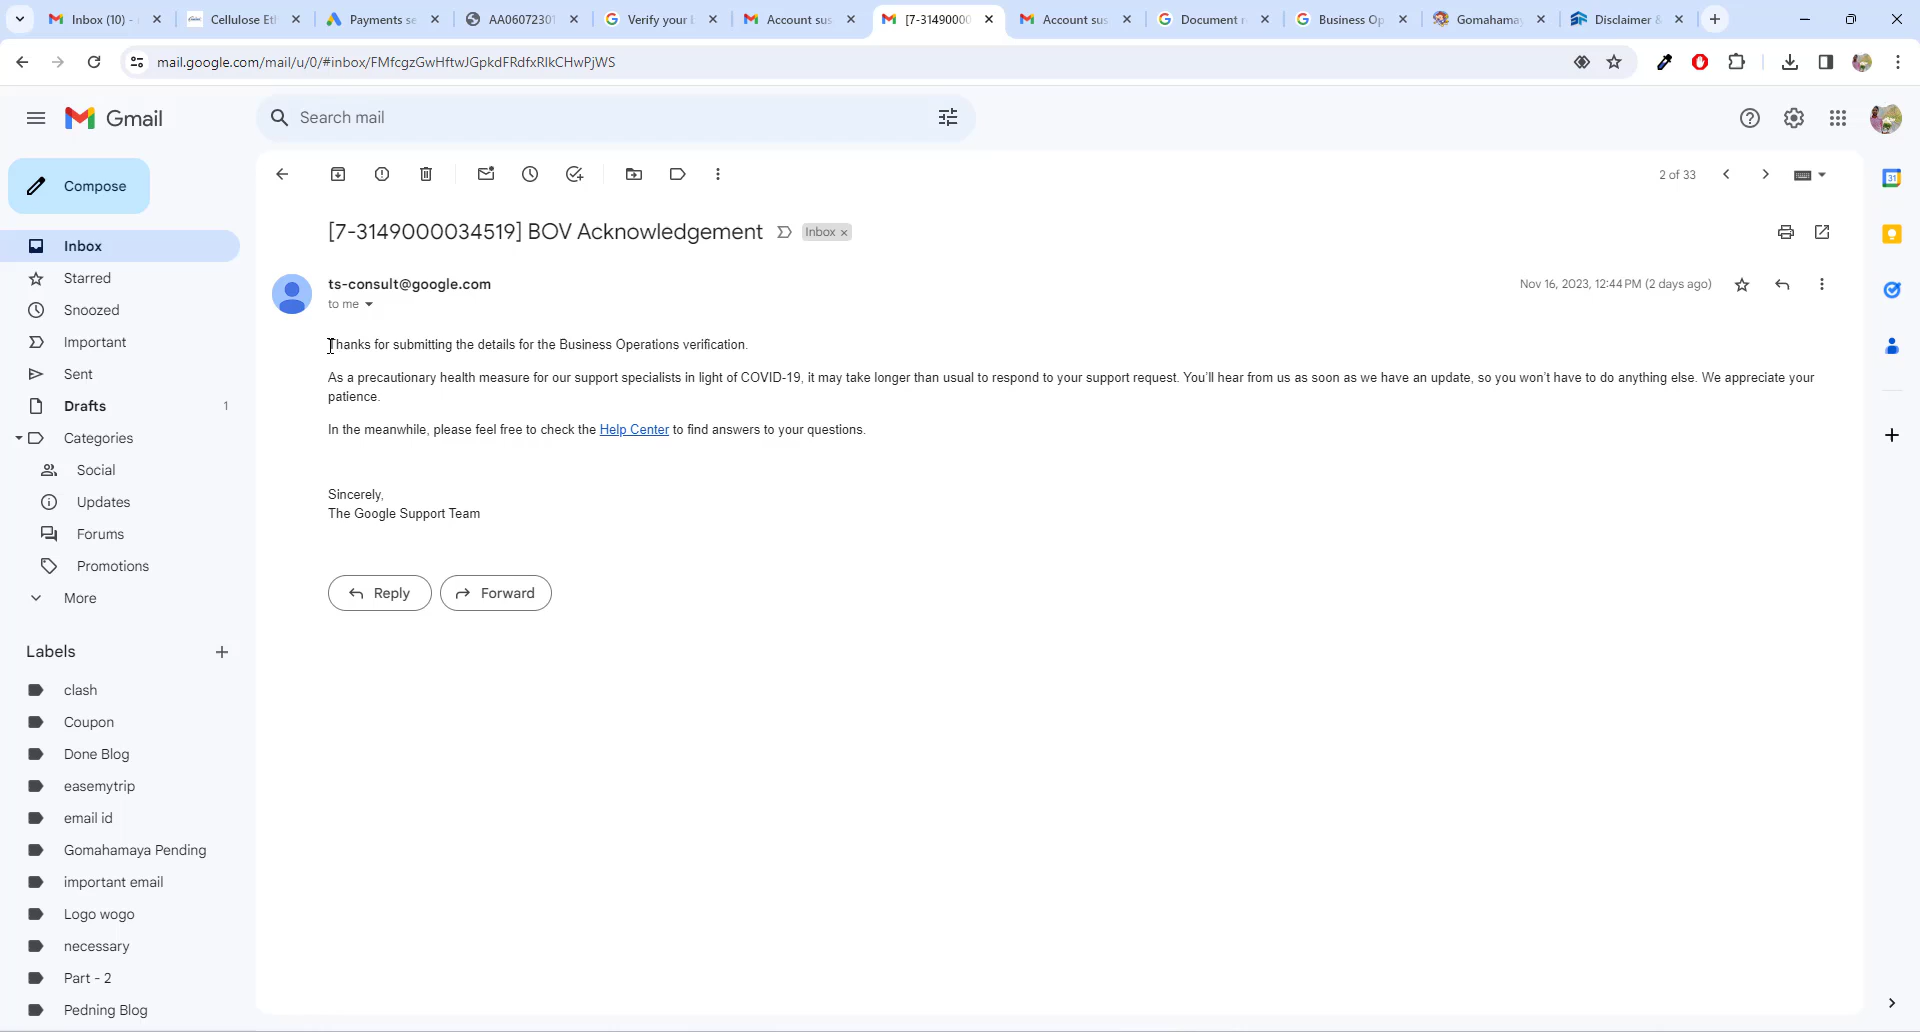 Inbox (10) -
Cellulose Et
Payments se
AA06072301
Verify your
Account sus
[7-31490000
Account sus
Document r
Business Op
Gomahamay
Disclaimer &
mail.google.com/mail/u/0/#inbox/FMfcgzGwHftwJGpkdFRdfxRlkCHwPjWS
Gmail
Search mail
Compose
2 of 33
Inbox
Starred
Snoozed
Important
Sent
Drafts 1
Categories
Social
Updates
Forums
Promotions
More
Labels
clash
Coupon
Done Blog
easemytrip
email id
Gomahamaya Pending
important email
Logo wogo
necessary
Part - 2
Pedning Blog
[7-3149000034519] BOV Acknowledgement Inbox
ts-consult@google.com
Nov 16, 2023, 12:44 PM (2 days ago)
to me
Thanks for submitting the details for the Business Operations verification.
As a precautionary health measure for our support specialists in light of COVID-19, it may take longer than usual to respond to your support request. You'll hear from us as soon as we have an update, so you won't have to do anything else. We appreciate your
patience.
In the meanwhile, please feel free to check the Help Center to find answers to your questions.
Sincerely,
The Google Support Team
Reply
Forward
31